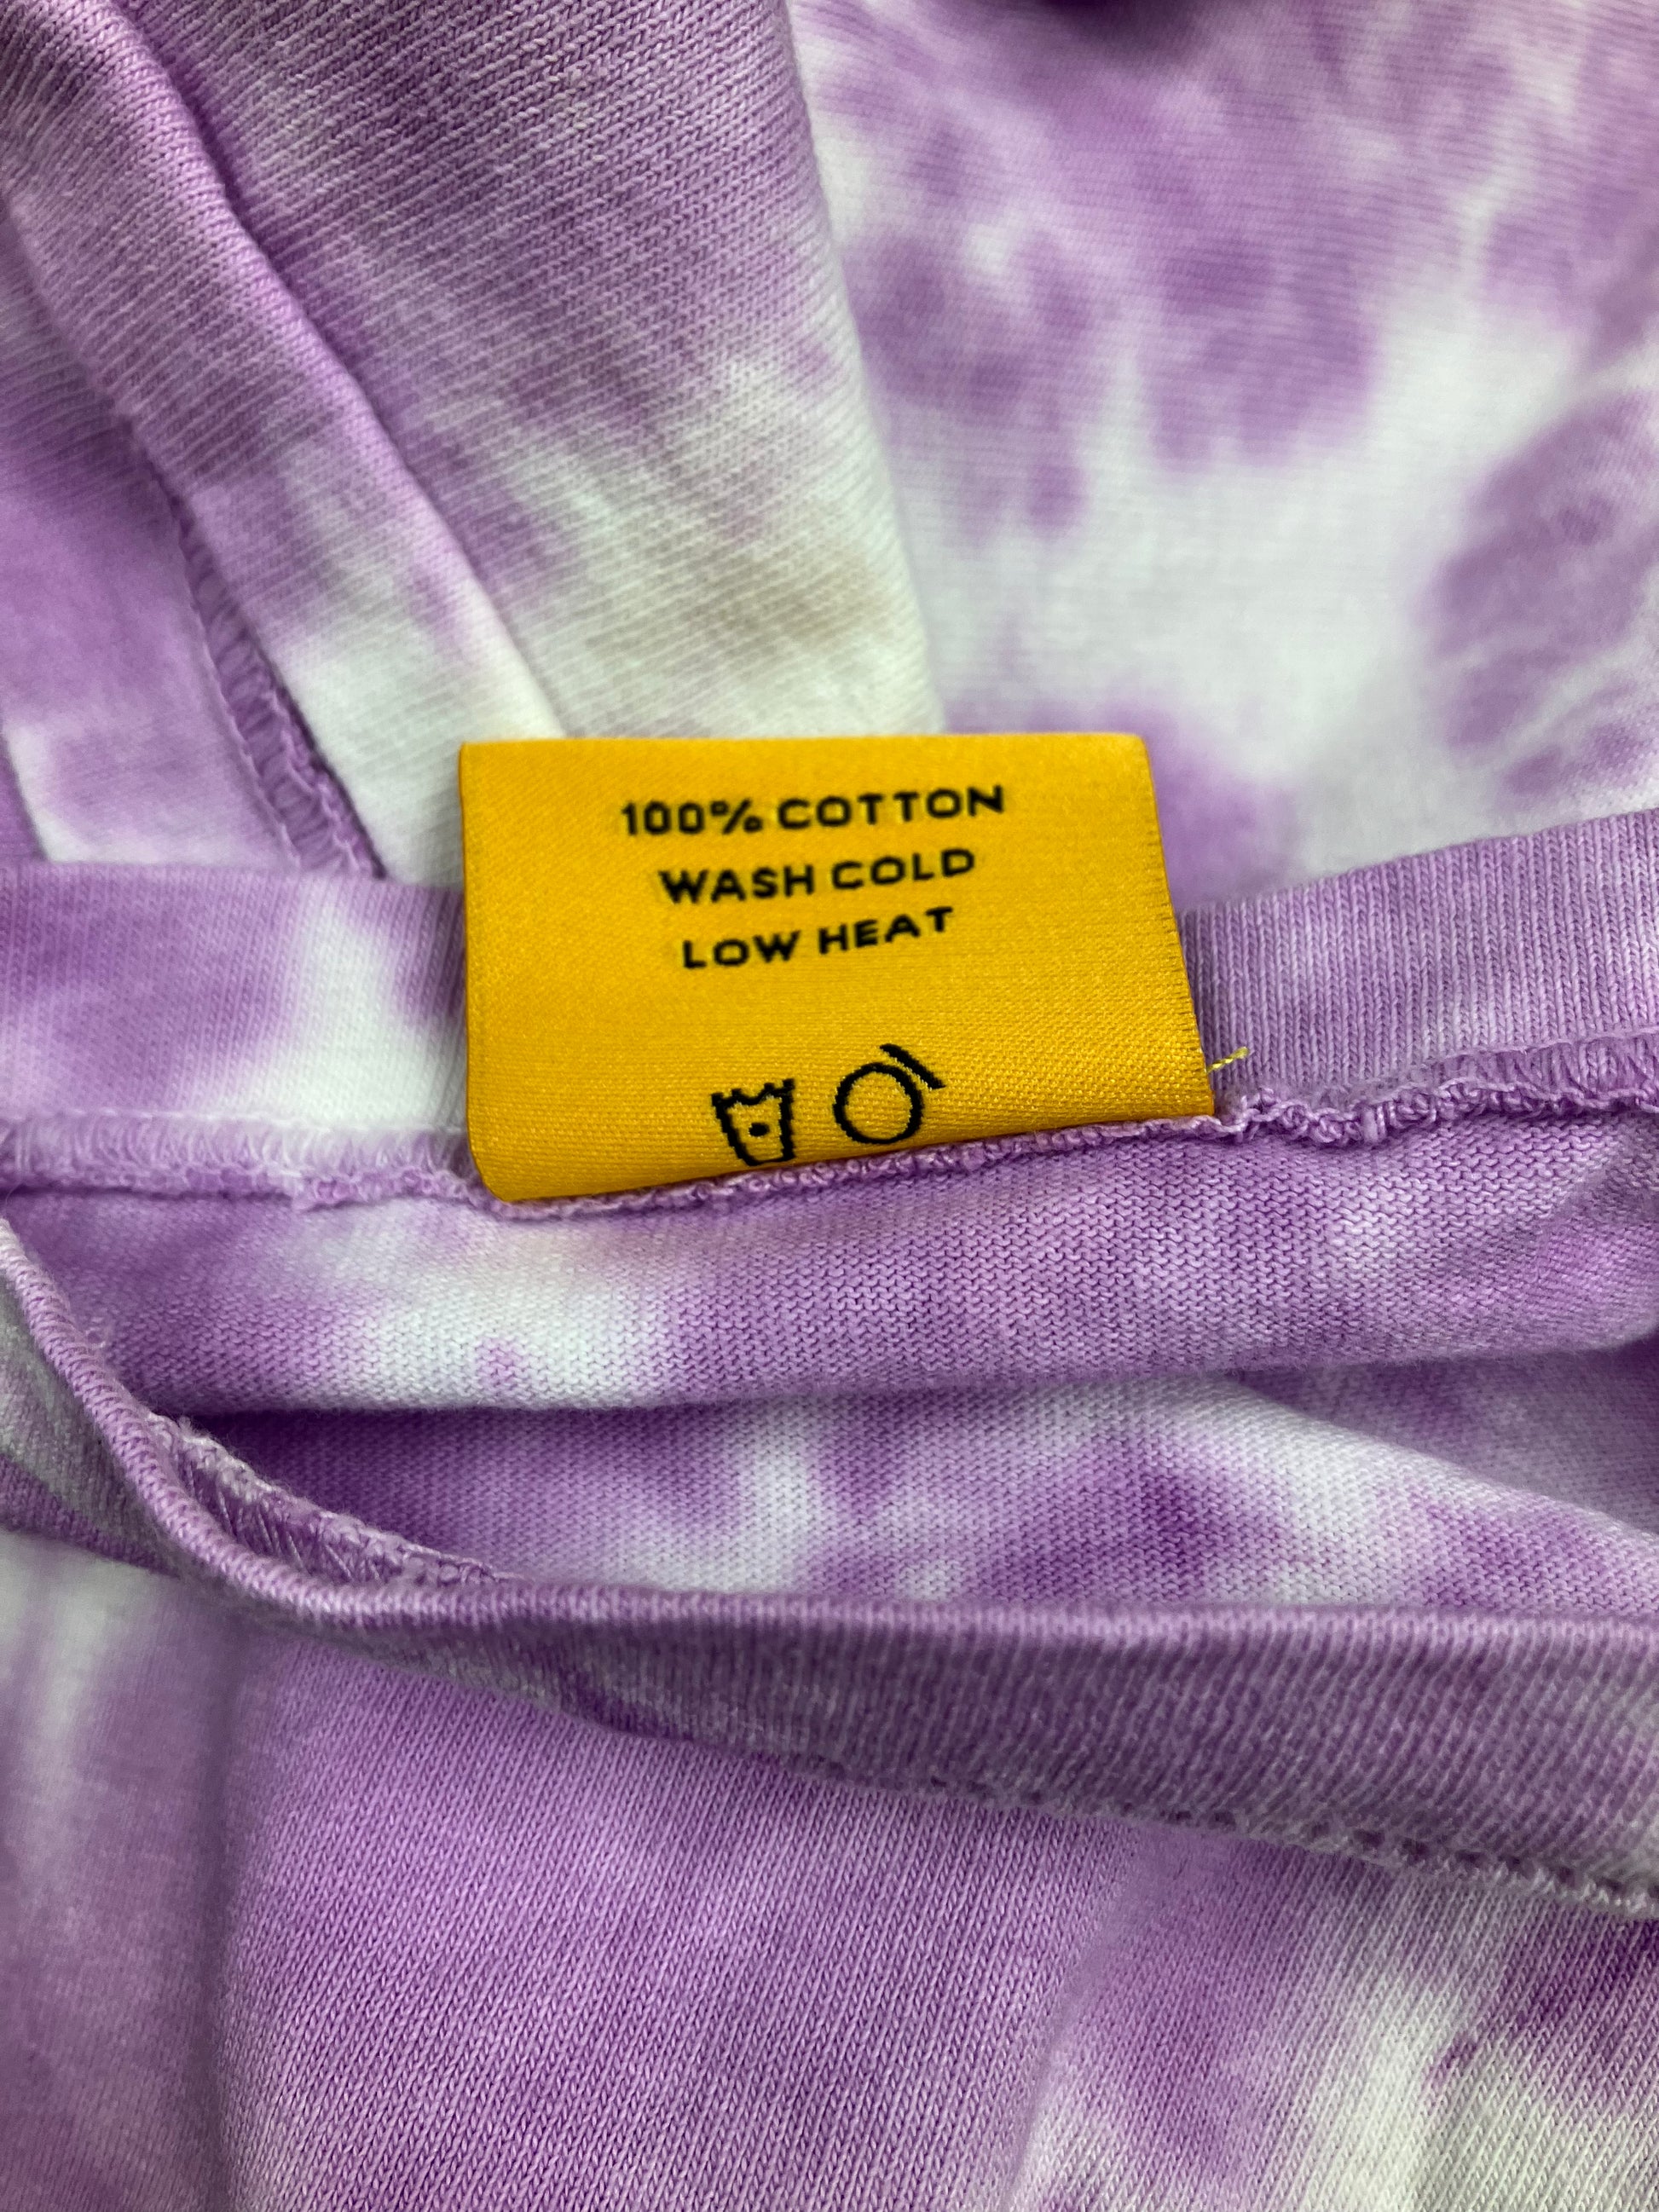 100% COTTON
WASH COLD
LOW HEAT